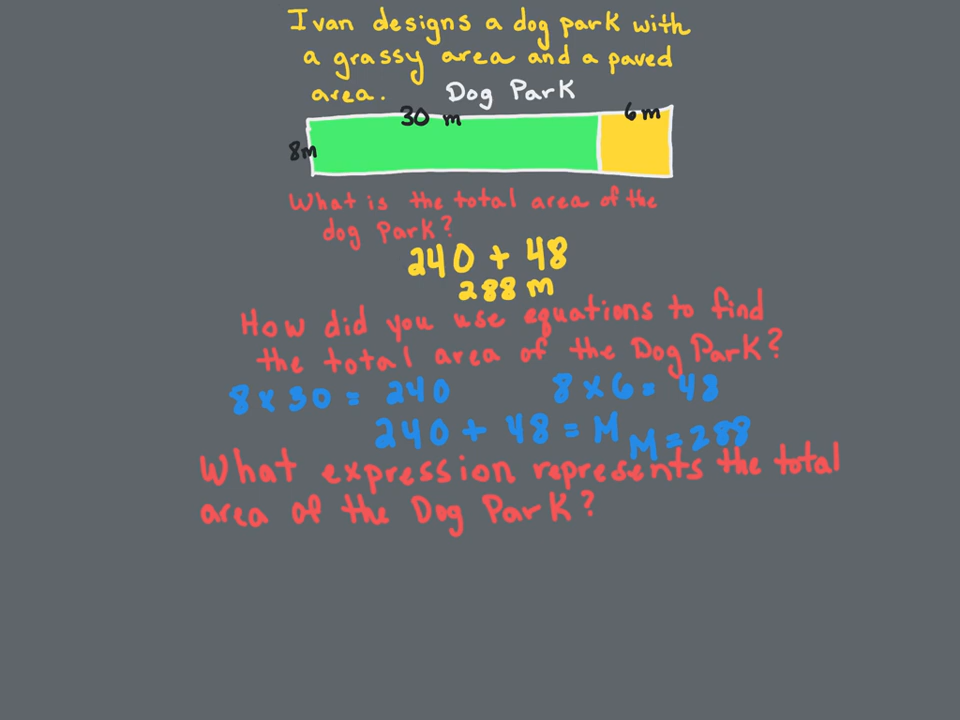 Ivan designs a dog park with
a grassy area and a paved
area. Dog Park
30 m 6m
8m
What is the total area of the
dog Park?
240 + 48
288 m
How did you use equations to find
the total area of the Dog Park?
8 x 30 = 240 8 x 6 = 48
240 + 48 = M M = 288
What expression represents the total
area of the Dog Park?